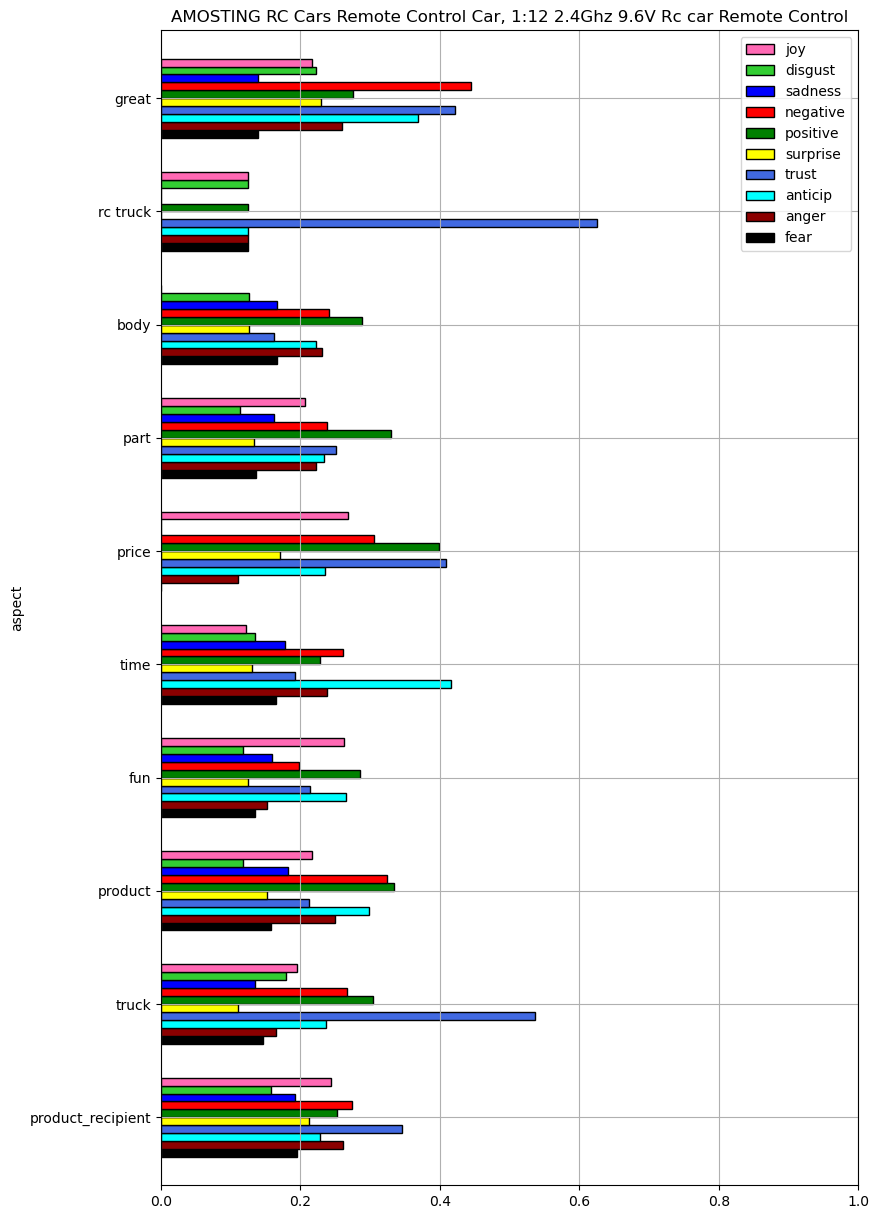 AMOSTING RC Cars Remote Control Car, 1:12 2.4Ghz 9.6V Rc car Remote Control
joy
disgust
sadness
negative
positive
surprise
trust
anticip
anger
fear
great
rc truck
body
part
price
time
fun
product
truck
product_recipient
aspect
0.0 0.2 0.4 0.6 0.8 1.0